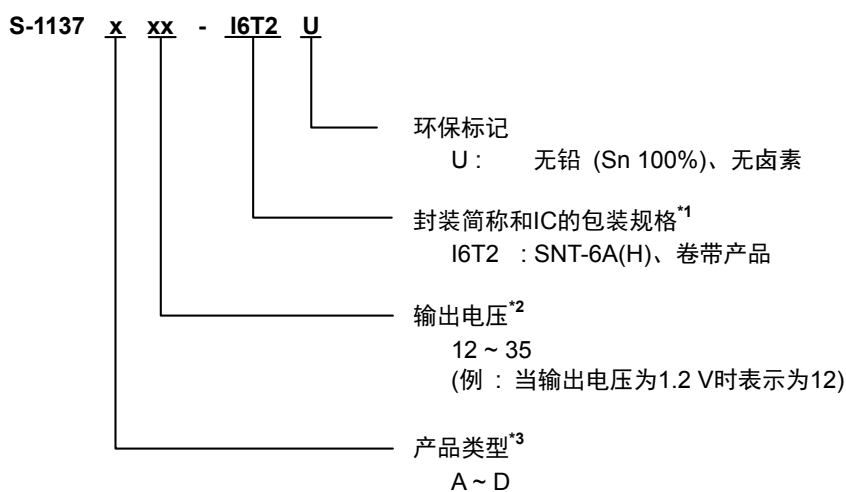 S-1137 x xx - I6T2 U
环保标记
U : 无铅 (Sn 100%)、无卤素
封装简称和IC的包装规格*1
I6T2 : SNT-6A(H)、卷带产品
输出电压*2
12 ~ 35
(例 : 当输出电压为1.2 V时表示为12)
产品类型*3
A ~ D